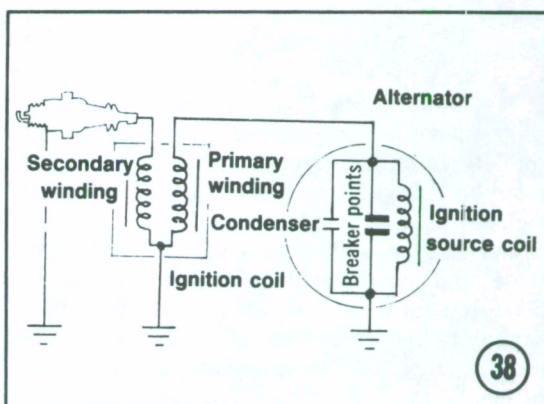 Alternator
Secondary
winding
Primary
winding
Condenser
Breaker points
Ignition
source coil
Ignition coil
38